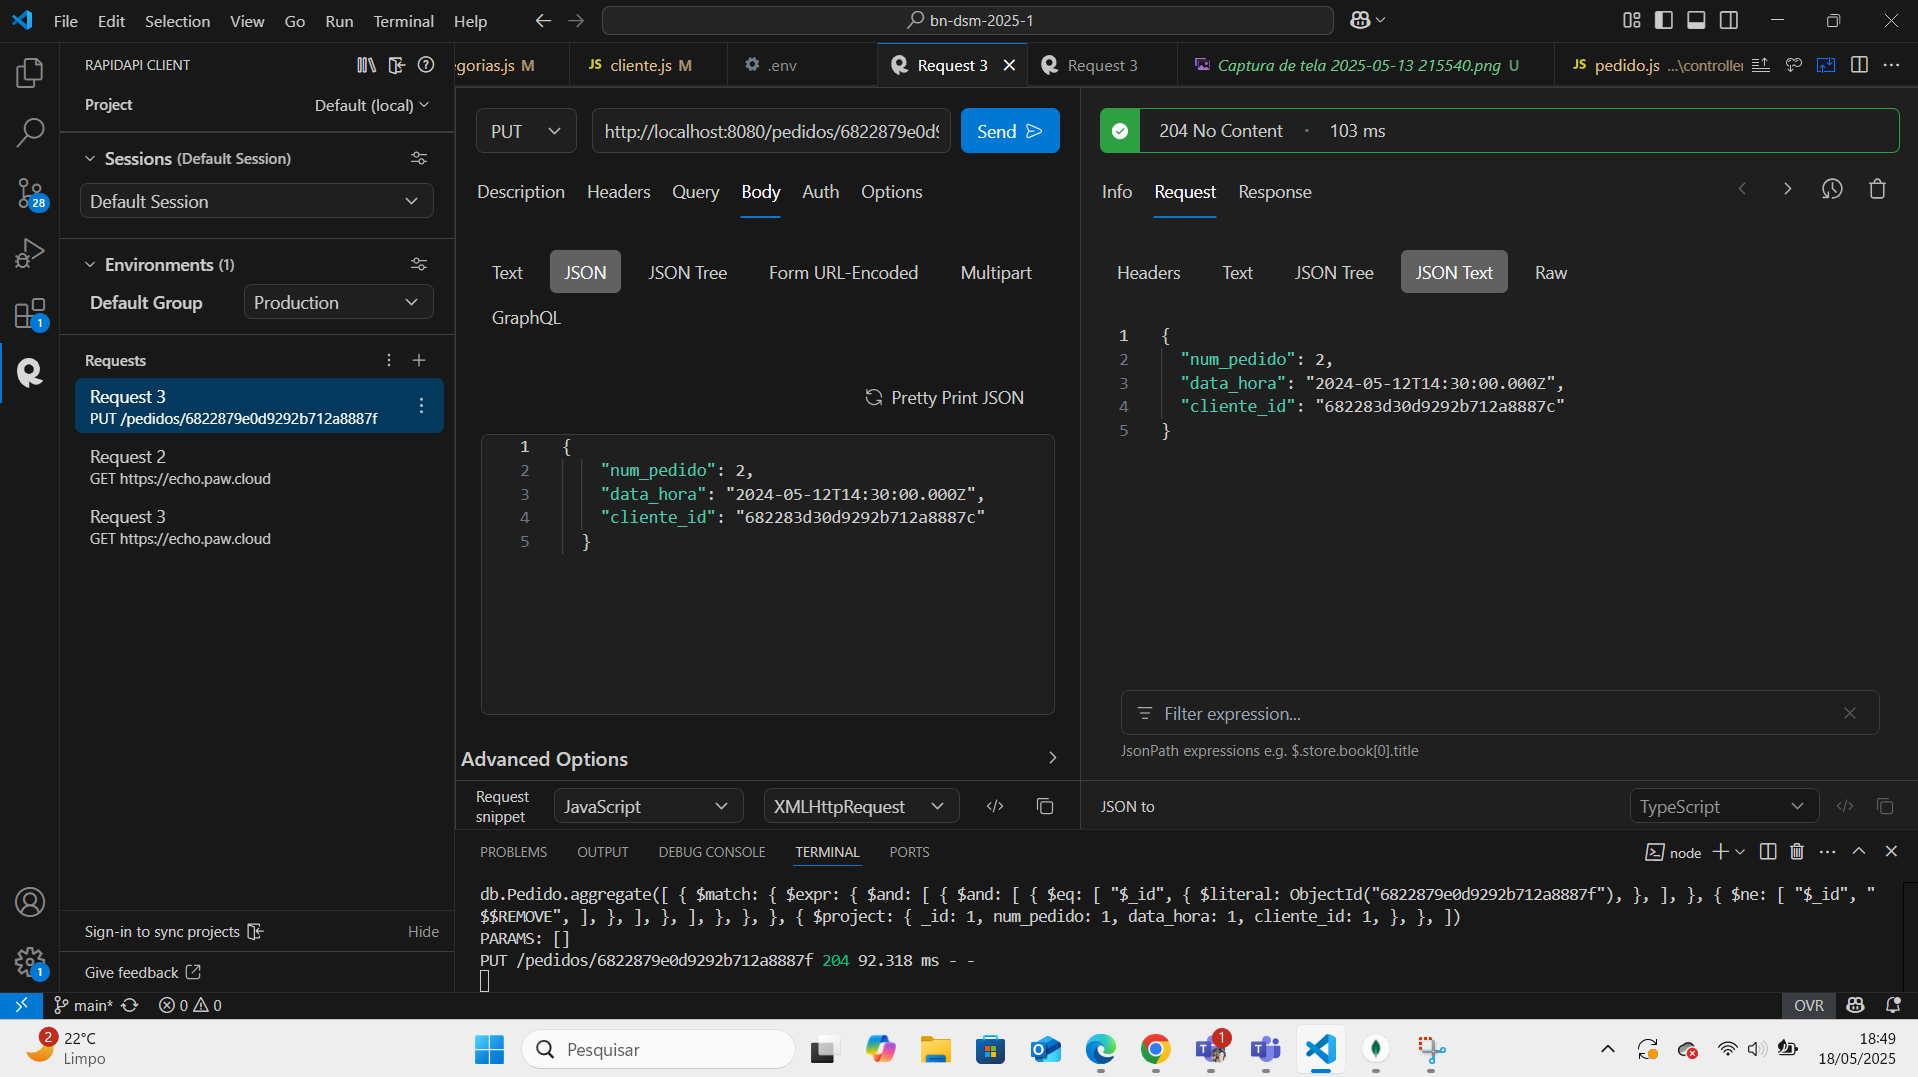 File Edit Selection View Go Run Terminal Help
bn-dsm-2025-1
RAPIDAPI CLIENT
Project
Default (local)
Sessions (Default Session)
Default Session
Environments (1)
Default Group
Production
Requests
Request 3
PUT /pedidos/6822879e0d9292b712a8887f
Request 2
GET https://echo.paw.cloud
Request 3
GET https://echo.paw.cloud
Sign-in to sync projects
Hide
Give feedback
28
1
1
egorias.js M
JS cliente.js M
.env
Request 3
Request 3
Captura de tela 2025-05-13 215540.png U
JS pedido.js ...\controller
PUT
http://localhost:8080/pedidos/6822879e0d9
Send
Description Headers Query Body Auth Options
Text JSON JSON Tree Form URL-Encoded Multipart
GraphQL
Pretty Print JSON
1 {
2 "num_pedido": 2,
3 "data_hora": "2024-05-12T14:30:00.000Z",
4 "cliente_id": "682283d30d9292b712a8887c"
5 }
Advanced Options
Request snippet
JavaScript
XMLHttpRequest
204 No Content · 103 ms
Info Request Response
Headers Text JSON Tree JSON Text Raw
1 {
2 "num_pedido": 2,
3 "data_hora": "2024-05-12T14:30:00.000Z",
4 "cliente_id": "682283d30d9292b712a8887c"
5 }
Filter expression...
JsonPath expressions e.g. $.store.book[0].title
JSON to
TypeScript
PROBLEMS OUTPUT DEBUG CONSOLE TERMINAL PORTS
node
db.Pedido.aggregate([ { $match: { $expr: { $and: [ { $and: [ { $eq: [ "$_id", { $literal: ObjectId("6822879e0d9292b712a8887f"), }, ], }, { $ne: [ "$_id", "
$$REMOVE", ], }, ], }, ], }, }, }, { $project: { _id: 1, num_pedido: 1, data_hora: 1, cliente_id: 1, }, }, ])
PARAMS: []
PUT /pedidos/6822879e0d9292b712a8887f 204 92.318 ms - -
main*
0 0
OVR
2
22°C
Limpo
Pesquisar
1
18:49
18/05/2025